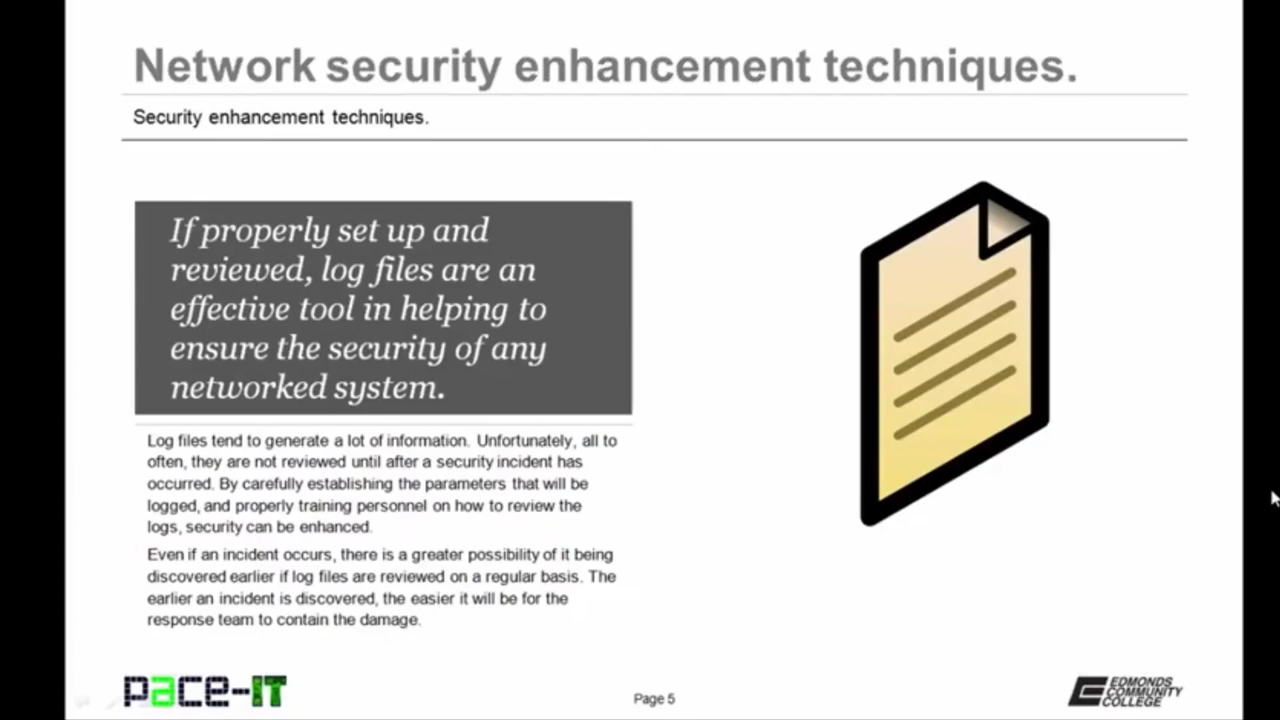 Network security enhancement techniques.
Security enhancement techniques.
If properly set up and
reviewed, log files are an
effective tool in helping to
ensure the security of any
networked system.
Log files tend to generate a lot of information. Unfortunately, all to
often, they are not reviewed until after a security incident has
occurred. By carefully establishing the parameters that will be
logged, and properly training personnel on how to review the
logs, security can be enhanced.
Even if an incident occurs, there is a greater possibility of it being
discovered earlier if log files are reviewed on a regular basis. The
earlier an incident is discovered, the easier it will be for the
response team to contain the damage.
pace-IT
Page 5
EDMONDS
COMMUNITY
COLLEGE